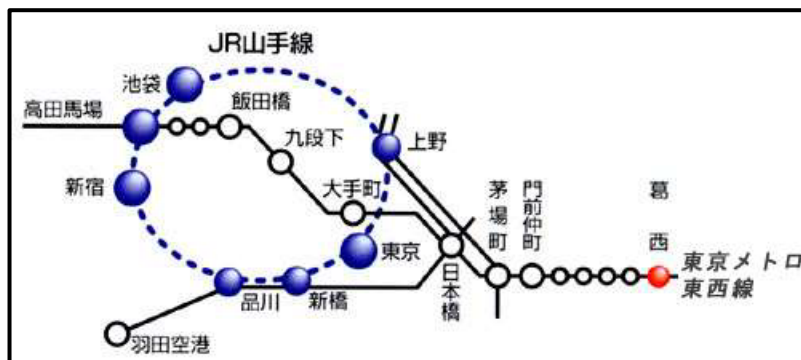 JR山手線
池袋
高田馬場
飯田橋
九段下
上野
新宿
大手町
茅場町
門前仲町
葛西
東京
日本橋
東京メトロ
東西線
品川
新橋
羽田空港